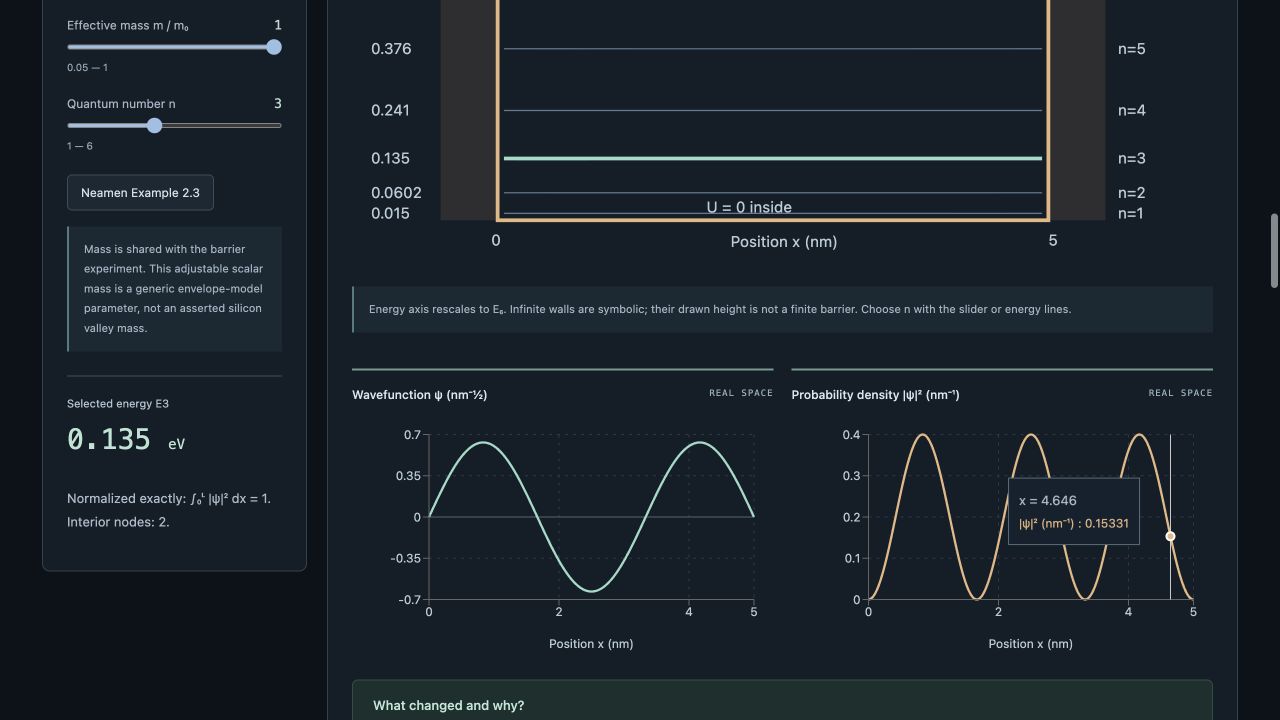 Effective mass m / m₀ 1
0.05 — 1
Quantum number n 3
1 — 6
Neamen Example 2.3
Mass is shared with the barrier
experiment. This adjustable scalar
mass is a generic envelope-model
parameter, not an asserted silicon
valley mass.
Selected energy E3
0.135 eV
Normalized exactly: ∫₀ᴸ |ψ|² dx = 1.
Interior nodes: 2.
0.376 n=5
0.241 n=4
0.135 n=3
0.0602 n=2
0.015 n=1
U = 0 inside
0 5
Position x (nm)
Energy axis rescales to E₆. Infinite walls are symbolic; their drawn height is not a finite barrier. Choose n with the slider or energy lines.
Wavefunction ψ (nm⁻½) REAL SPACE
0.7
0.35
0
-0.35
-0.7
0 2 4 5
Position x (nm)
Probability density |ψ|² (nm⁻¹) REAL SPACE
0.4
0.3
0.2
0.1
0
x = 4.646
|ψ|² (nm⁻¹) : 0.15331
0 2 4 5
Position x (nm)
What changed and why?